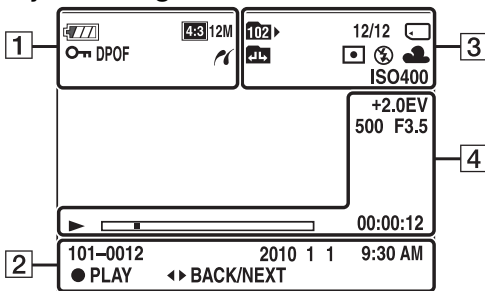 1
4:3 12M
DPOF
102
12/12
3
ISO400
+2.0EV
500 F3.5
4
00:00:12
2
101–0012 2010 1 1 9:30 AM
● PLAY ◀▶ BACK/NEXT